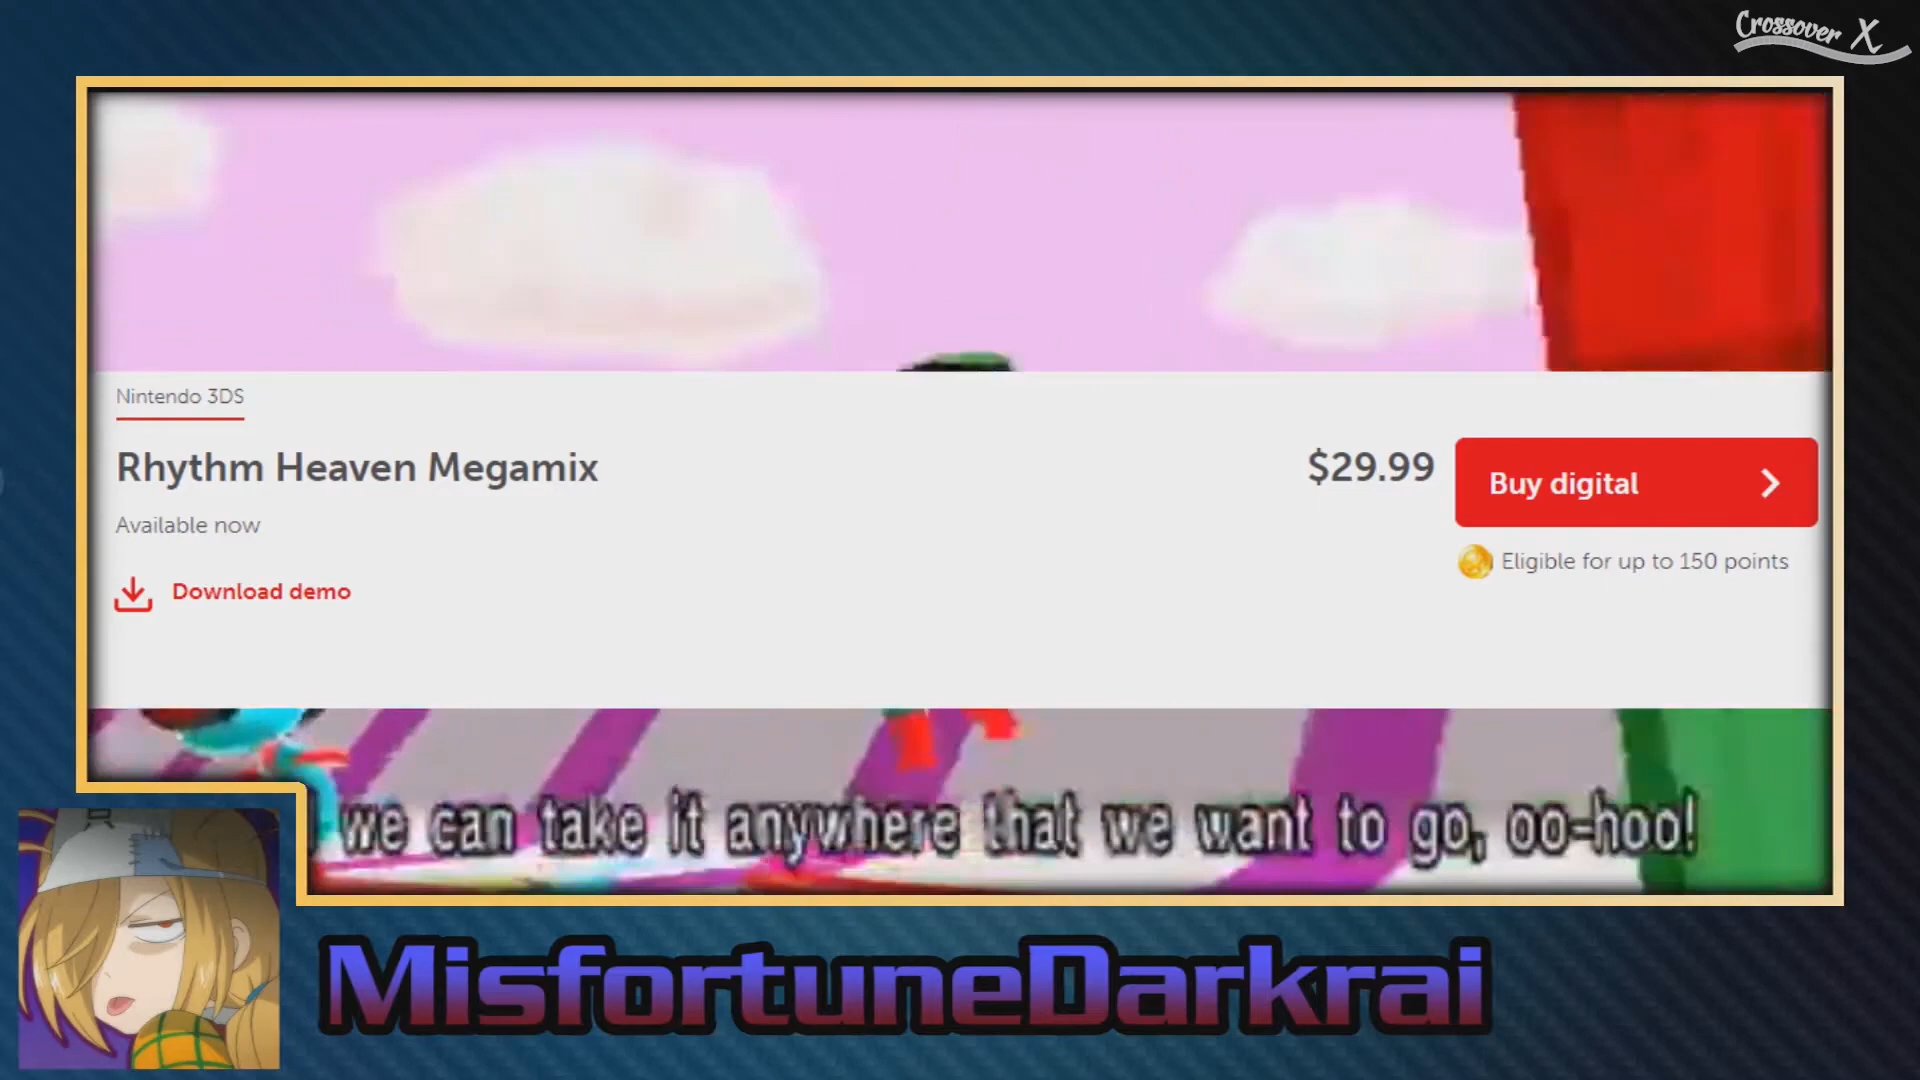 Crossover X
Nintendo 3DS
Rhythm Heaven Megamix
$29.99
Buy digital
Available now
Eligible for up to 150 points
Download demo
we can take it anywhere that we want to go, oo-hoo!
只
MisfortuneDarkrai